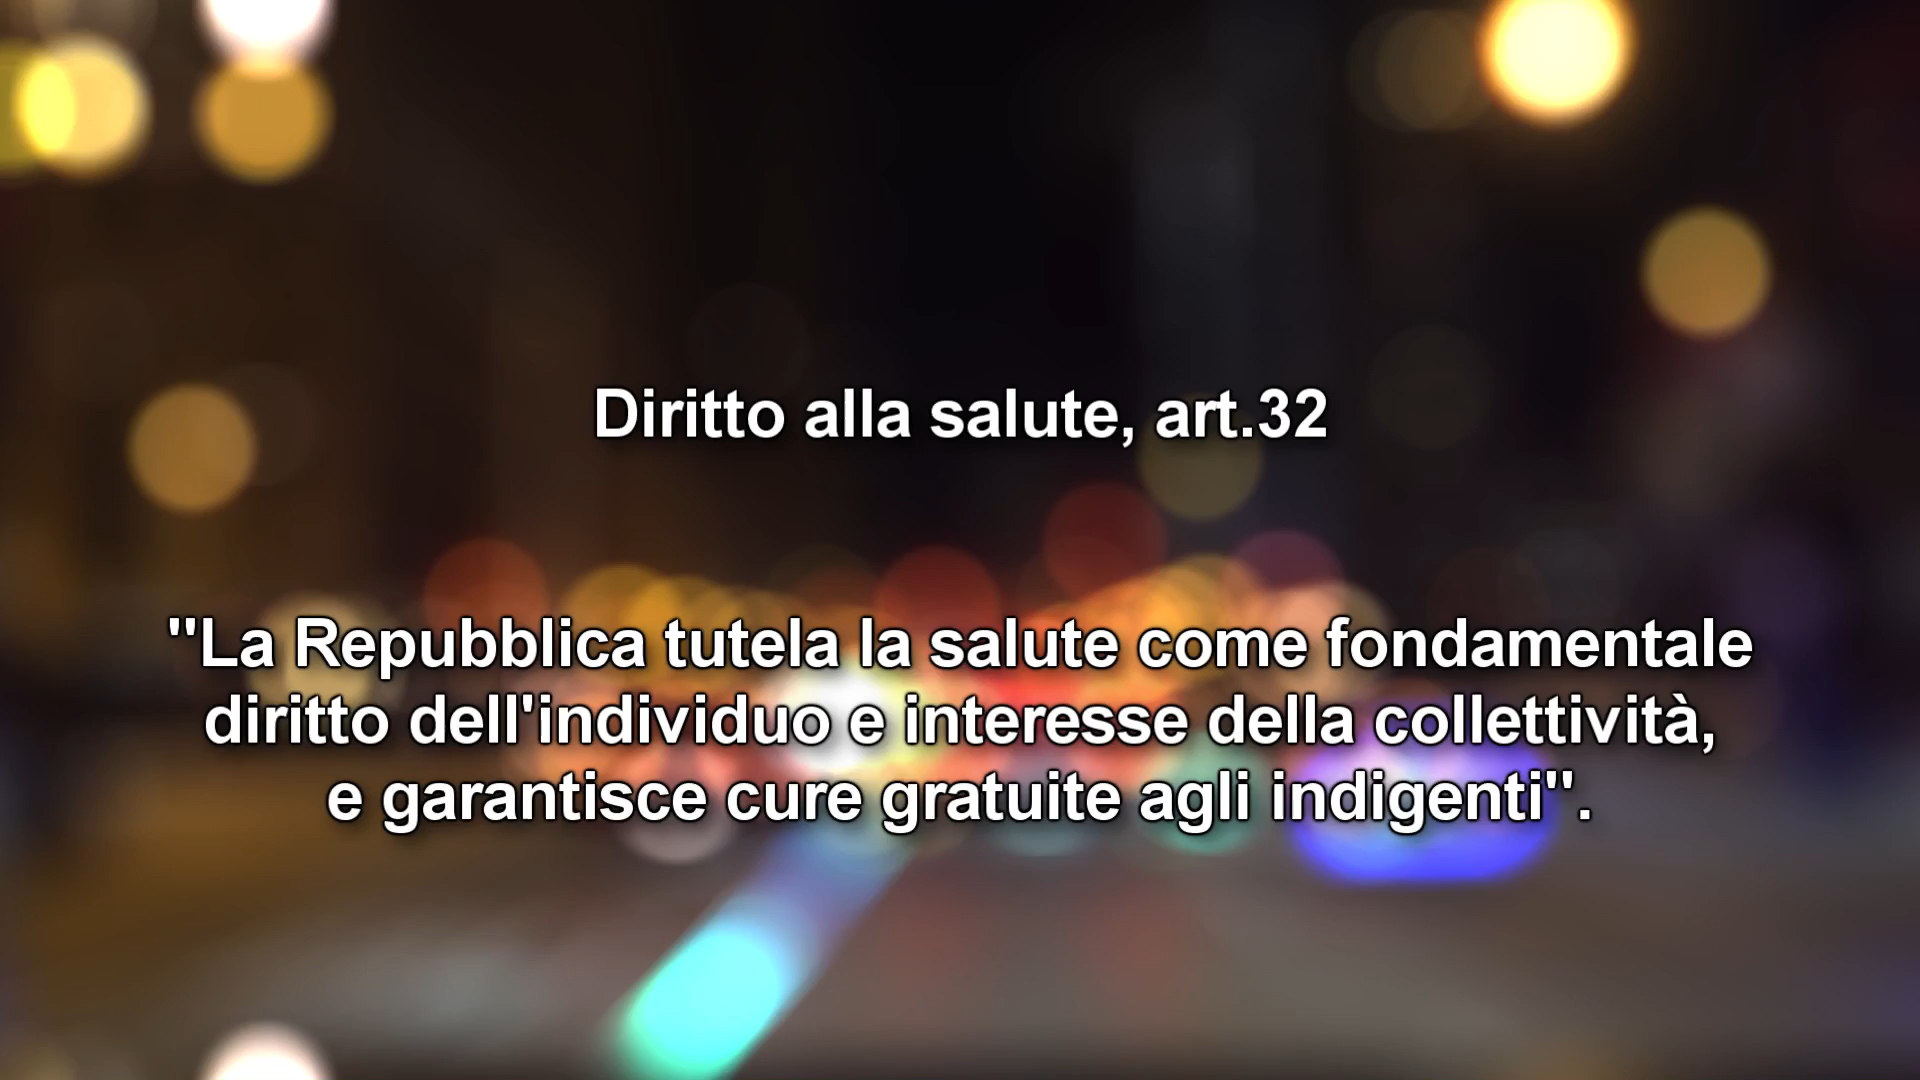 Diritto alla salute, art.32
"La Repubblica tutela la salute come fondamentale
diritto dell'individuo e interesse della collettività,
e garantisce cure gratuite agli indigenti".